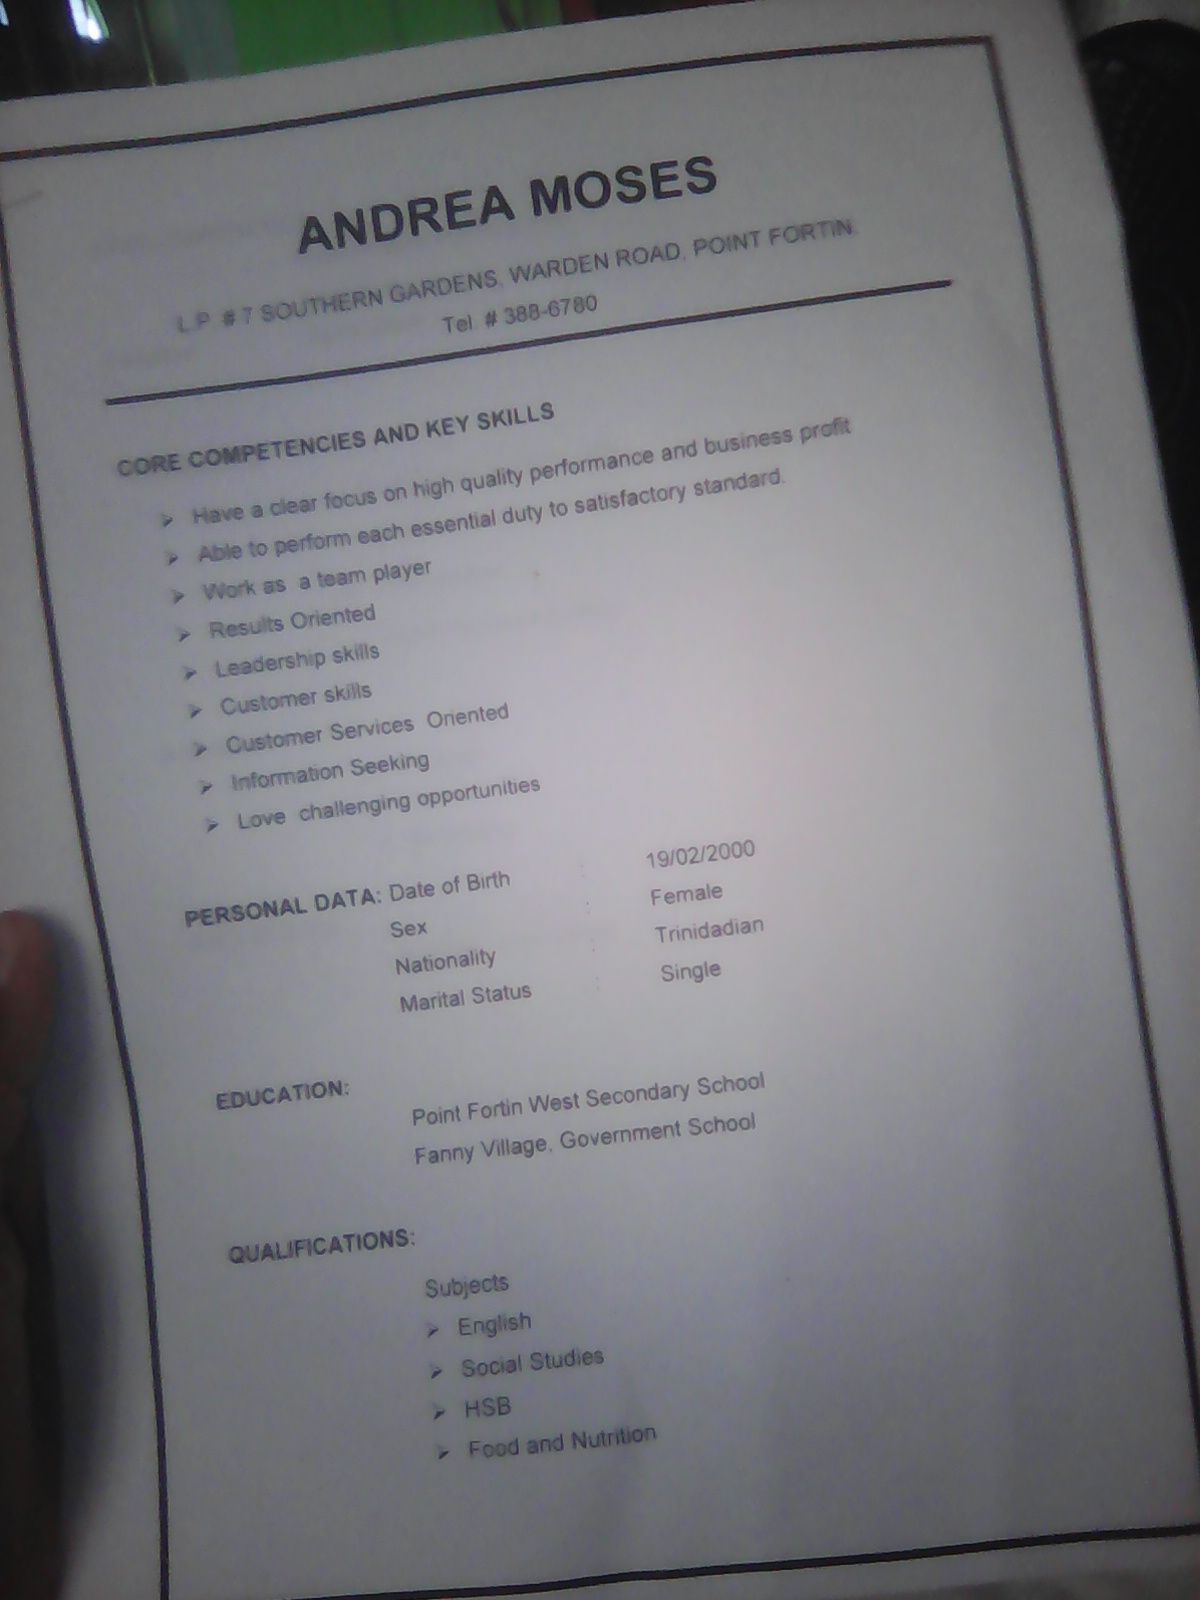 ANDREA MOSES
L.P. # 7 SOUTHERN GARDENS, WARDEN ROAD, POINT FORTIN.
Tel. # 388-6780
CORE COMPETENCIES AND KEY SKILLS
➢ Have a clear focus on high quality performance and business profit
➢ Able to perform each essential duty to satisfactory standard.
➢ Work as a team player
➢ Results Oriented
➢ Leadership skills
➢ Customer skills
➢ Customer Services Oriented
➢ Information Seeking
➢ Love challenging opportunities
PERSONAL DATA: Date of Birth : 19/02/2000
Sex : Female
Nationality : Trinidadian
Marital Status : Single
EDUCATION:
Point Fortin West Secondary School
Fanny Village, Government School
QUALIFICATIONS:
Subjects
➢ English
➢ Social Studies
➢ HSB
➢ Food and Nutrition